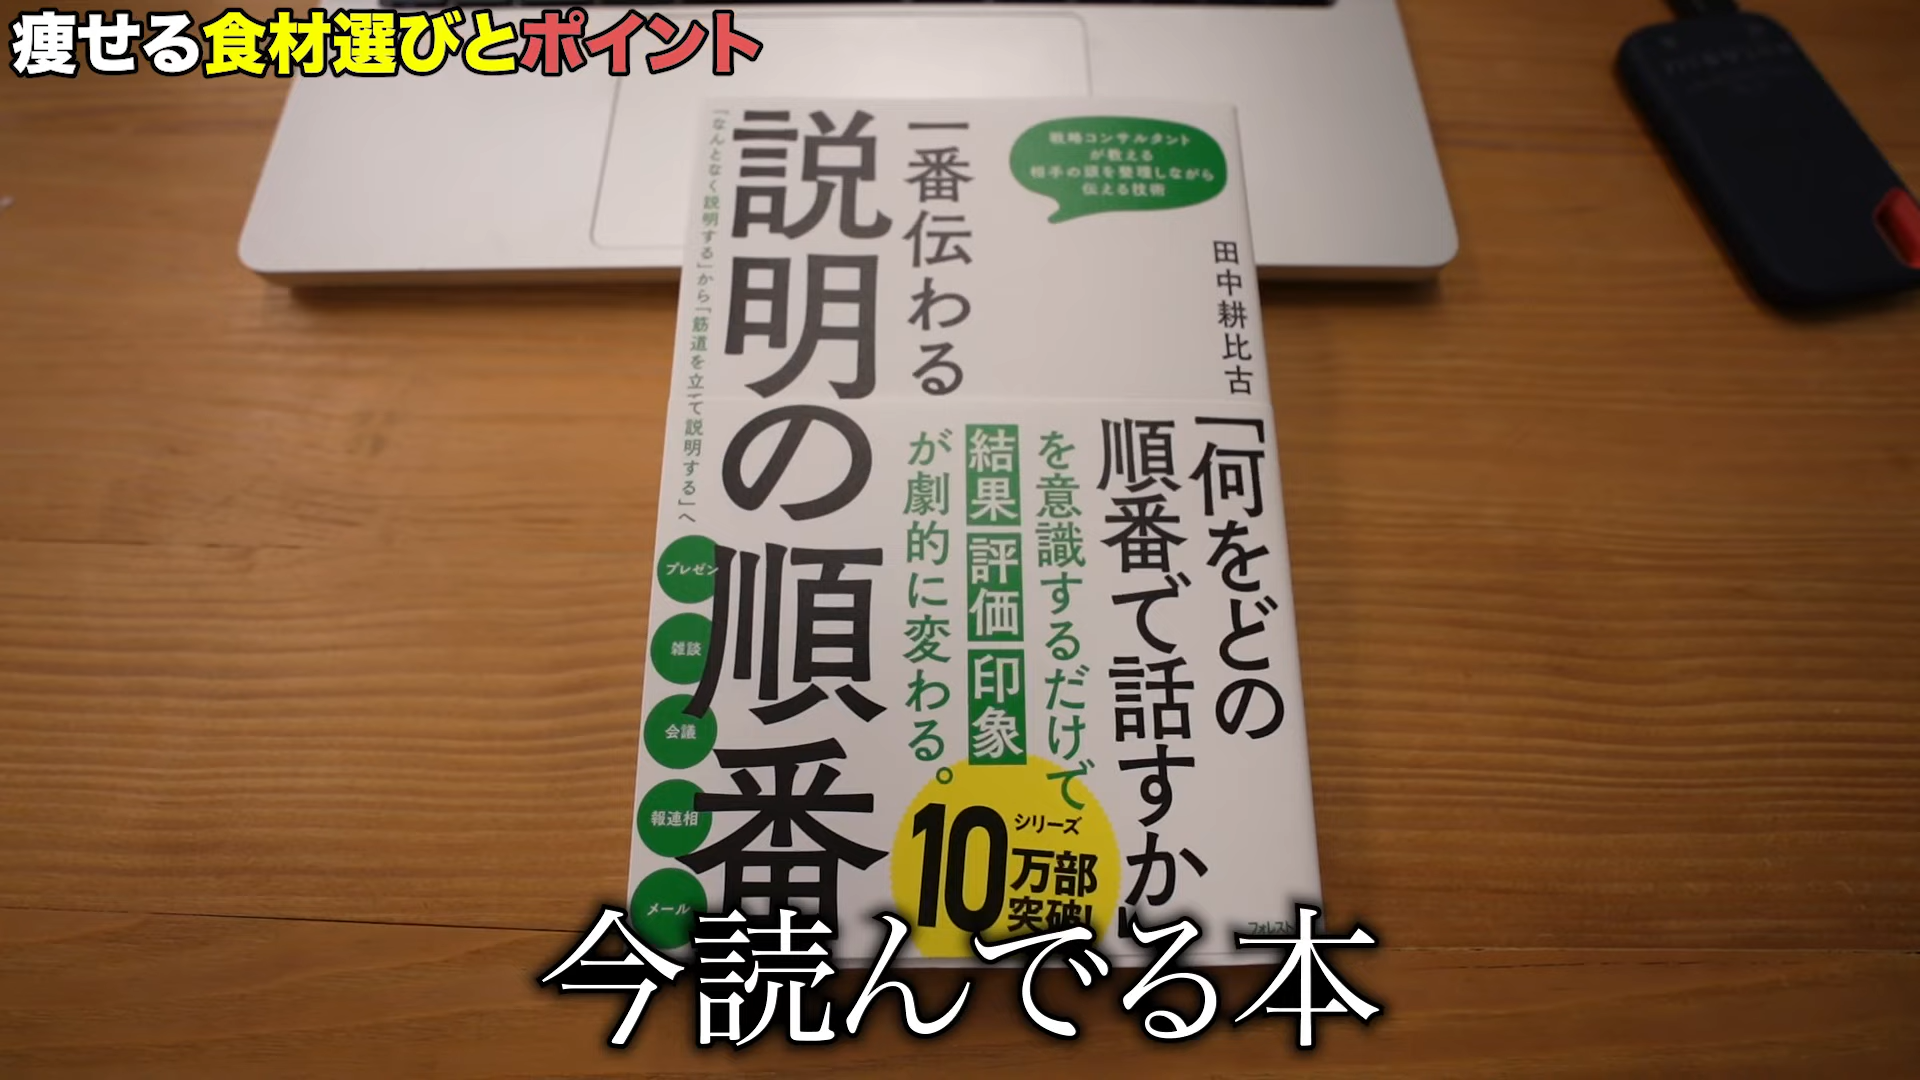 痩せる食材選びとポイント
戦略コンサルタント
が教える
相手の頭を整理しながら
伝える技術
田中耕比古
一番伝わる
説明の順番
「なんとなく説明する」から「筋道を立てて説明する」へ
「何をどの
順番で話すか」
を意識するだけで
結果 評価 印象
が劇的に変わる。
プレゼン
雑談
会議
報連相
メール
シリーズ
10万部
突破!
フォレスト
今読んでる本